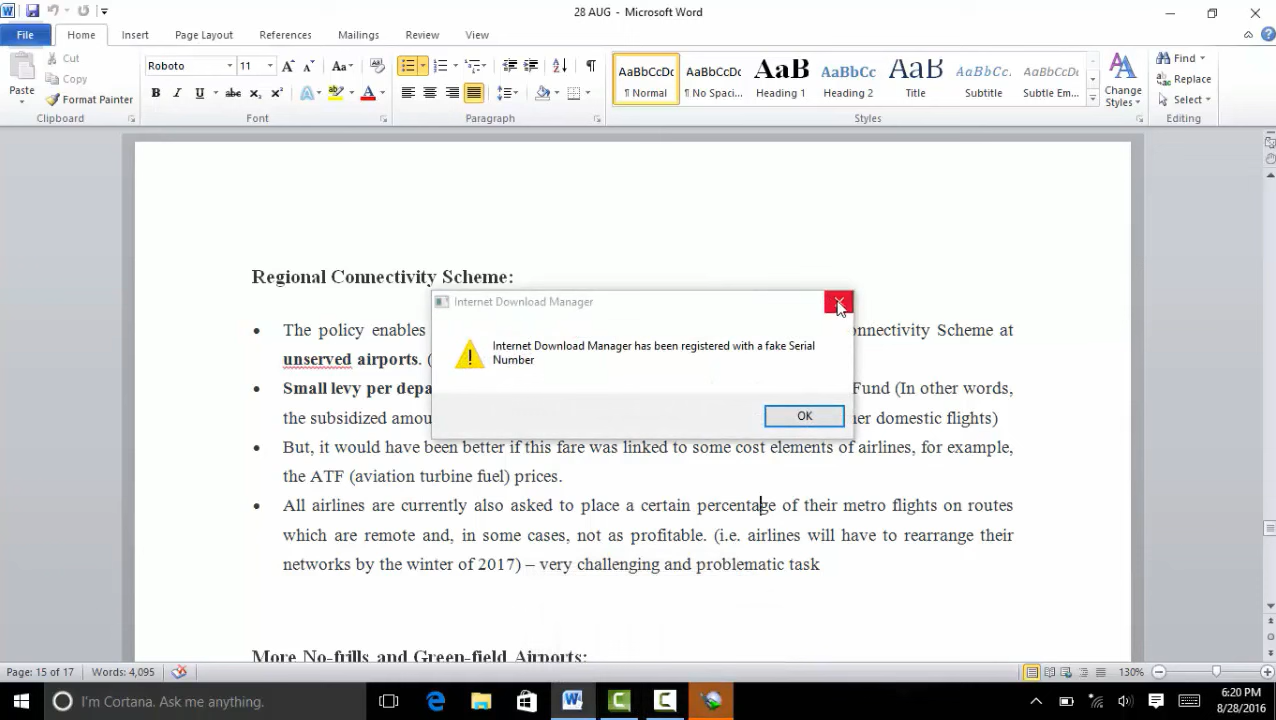 28 AUG - Microsoft Word
File Home Insert Page Layout References Mailings Review View
Cut
Copy
Format Painter
Paste
Clipboard
Roboto 11
Font
Paragraph
AaBbCcDc AaBbCcDc AaB AaBbCc AaB AaBbCc. AaBbCcDc
¶ Normal ¶ No Spaci... Heading 1 Heading 2 Title Subtitle Subtle Em...
Change Styles
Styles
Find
Replace
Select
Editing
Regional Connectivity Scheme:
• The policy enables onnectivity Scheme at
unserved airports. (
• Small levy per depa Fund (In other words,
the subsidized amou er domestic flights)
• But, it would have been better if this fare was linked to some cost elements of airlines, for example,
the ATF (aviation turbine fuel) prices.
• All airlines are currently also asked to place a certain percentage of their metro flights on routes
which are remote and, in some cases, not as profitable. (i.e. airlines will have to rearrange their
networks by the winter of 2017) – very challenging and problematic task
More No-frills and Green-field Airports:
Internet Download Manager
Internet Download Manager has been registered with a fake Serial
Number
OK
Page: 15 of 17 Words: 4,095 130%
I'm Cortana. Ask me anything.
6:20 PM
8/28/2016